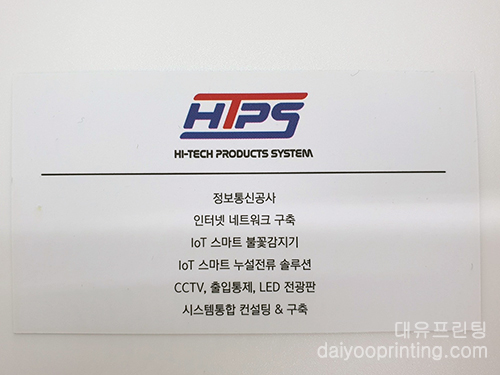 HTPS
HI-TECH PRODUCTS SYSTEM
정보통신공사
인터넷 네트워크 구축
IoT 스마트 불꽃감지기
IoT 스마트 누설전류 솔루션
CCTV, 출입통제, LED 전광판
시스템통합 컨설팅 & 구축
대유프린팅
daiyooprinting.com